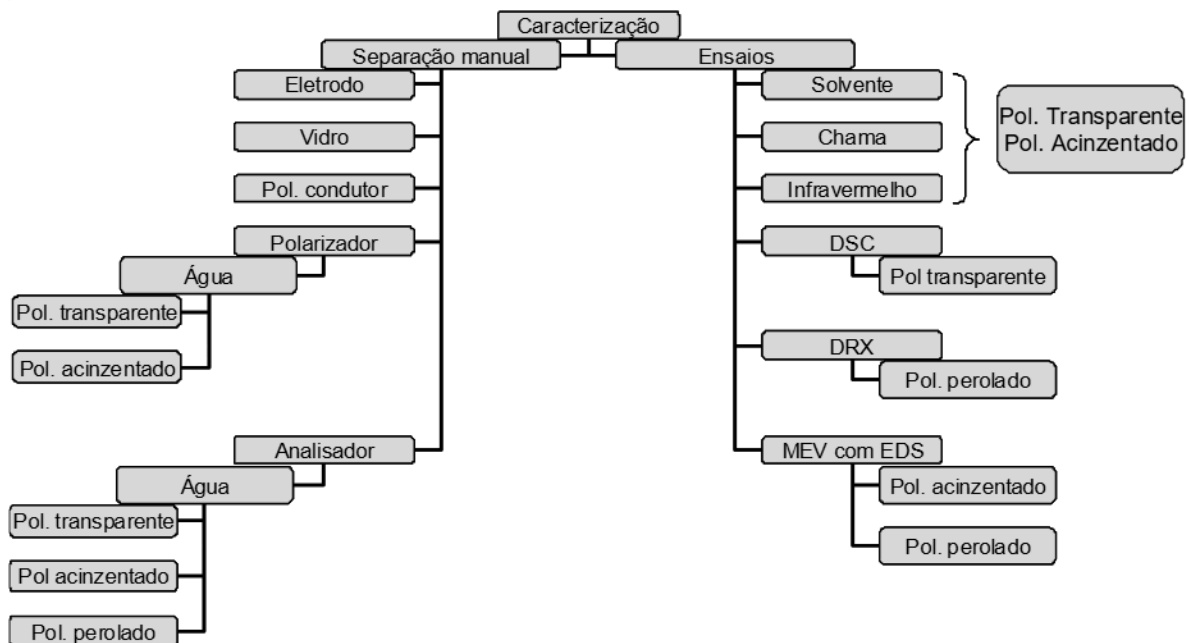 Caracterização
Separação manual
Eletrodo
Vidro
Pol. condutor
Polarizador
Água
Pol. transparente
Pol. acinzentado
Analisador
Água
Pol. transparente
Pol acinzentado
Pol. perolado
Ensaios
Solvente
Chama
Infravermelho
Pol. Transparente
Pol. Acinzentado
DSC
Pol transparente
DRX
Pol. perolado
MEV com EDS
Pol. acinzentado
Pol. perolado